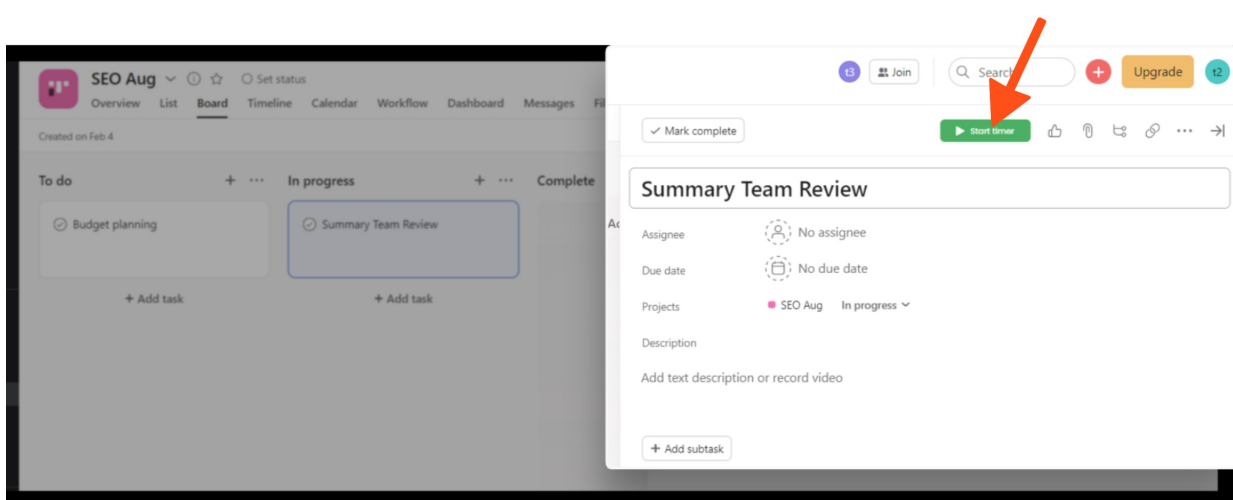 SEO Aug
Set status
Overview List Board Timeline Calendar Workflow Dashboard Messages
Created on Feb 4
To do
Budget planning
+ Add task
In progress
Summary Team Review
+ Add task
Complete
t3
Join
Search
Upgrade
t2
Mark complete
Start timer
Summary Team Review
Assignee No assignee
Due date No due date
Projects SEO Aug In progress
Description
Add text description or record video
+ Add subtask